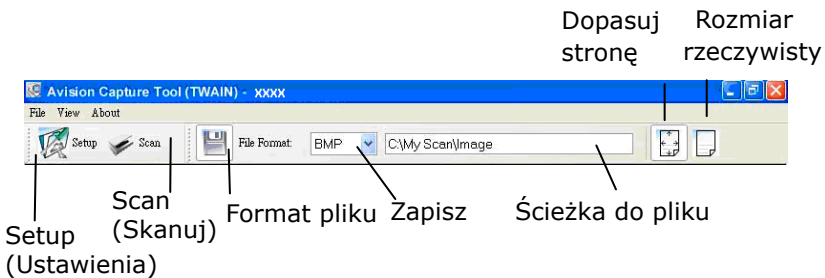 Dopasuj
stronę
Rozmiar
rzeczywisty
Avision Capture Tool (TWAIN) - xxxx
File View About
Setup Scan File Format: BMP C:\My Scan\Image
Scan
(Skanuj)
Format pliku
Zapisz
Ścieżka do pliku
Setup
(Ustawienia)